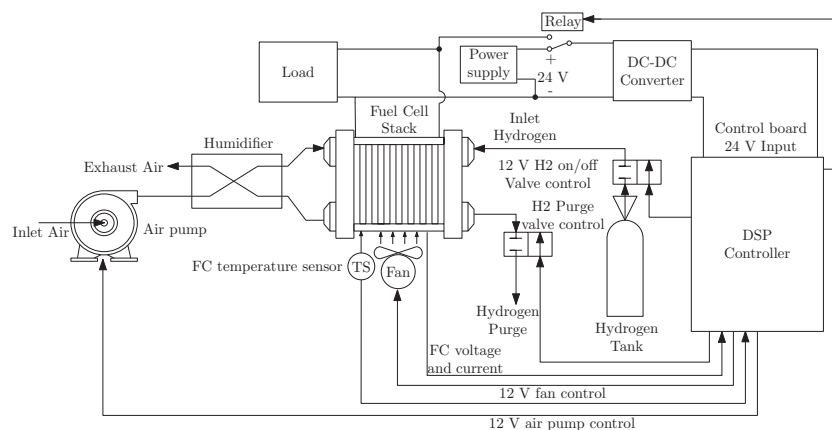 Relay
Load
Power
supply
+
24 V
-
DC-DC
Converter
Fuel Cell
Stack
Inlet
Hydrogen
Control board
24 V Input
Humidifier
Exhaust Air
12 V H2 on/off
Valve control
H2 Purge
valve control
Inlet Air
Air pump
DSP
Controller
FC temperature sensor
TS
Fan
Hydrogen
Purge
Hydrogen
Tank
FC voltage
and current
12 V fan control
12 V air pump control